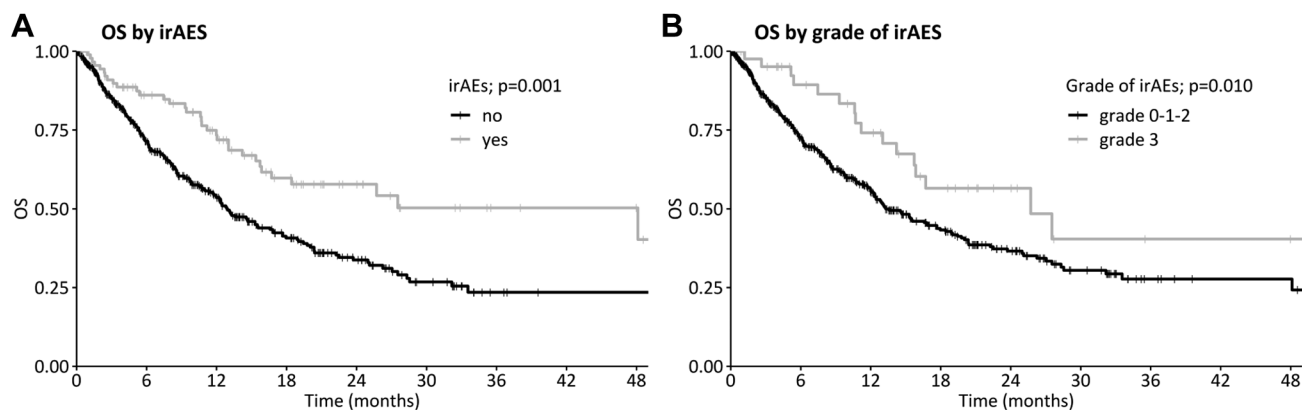 A
OS by irAES
1.00
0.75
0.50
0.25
0.00
OS
irAEs; p=0.001
no
yes
0 6 12 18 24 30 36 42 48
Time (months)
B
OS by grade of irAES
1.00
0.75
0.50
0.25
0.00
OS
Grade of irAEs; p=0.010
grade 0-1-2
grade 3
0 6 12 18 24 30 36 42 48
Time (months)